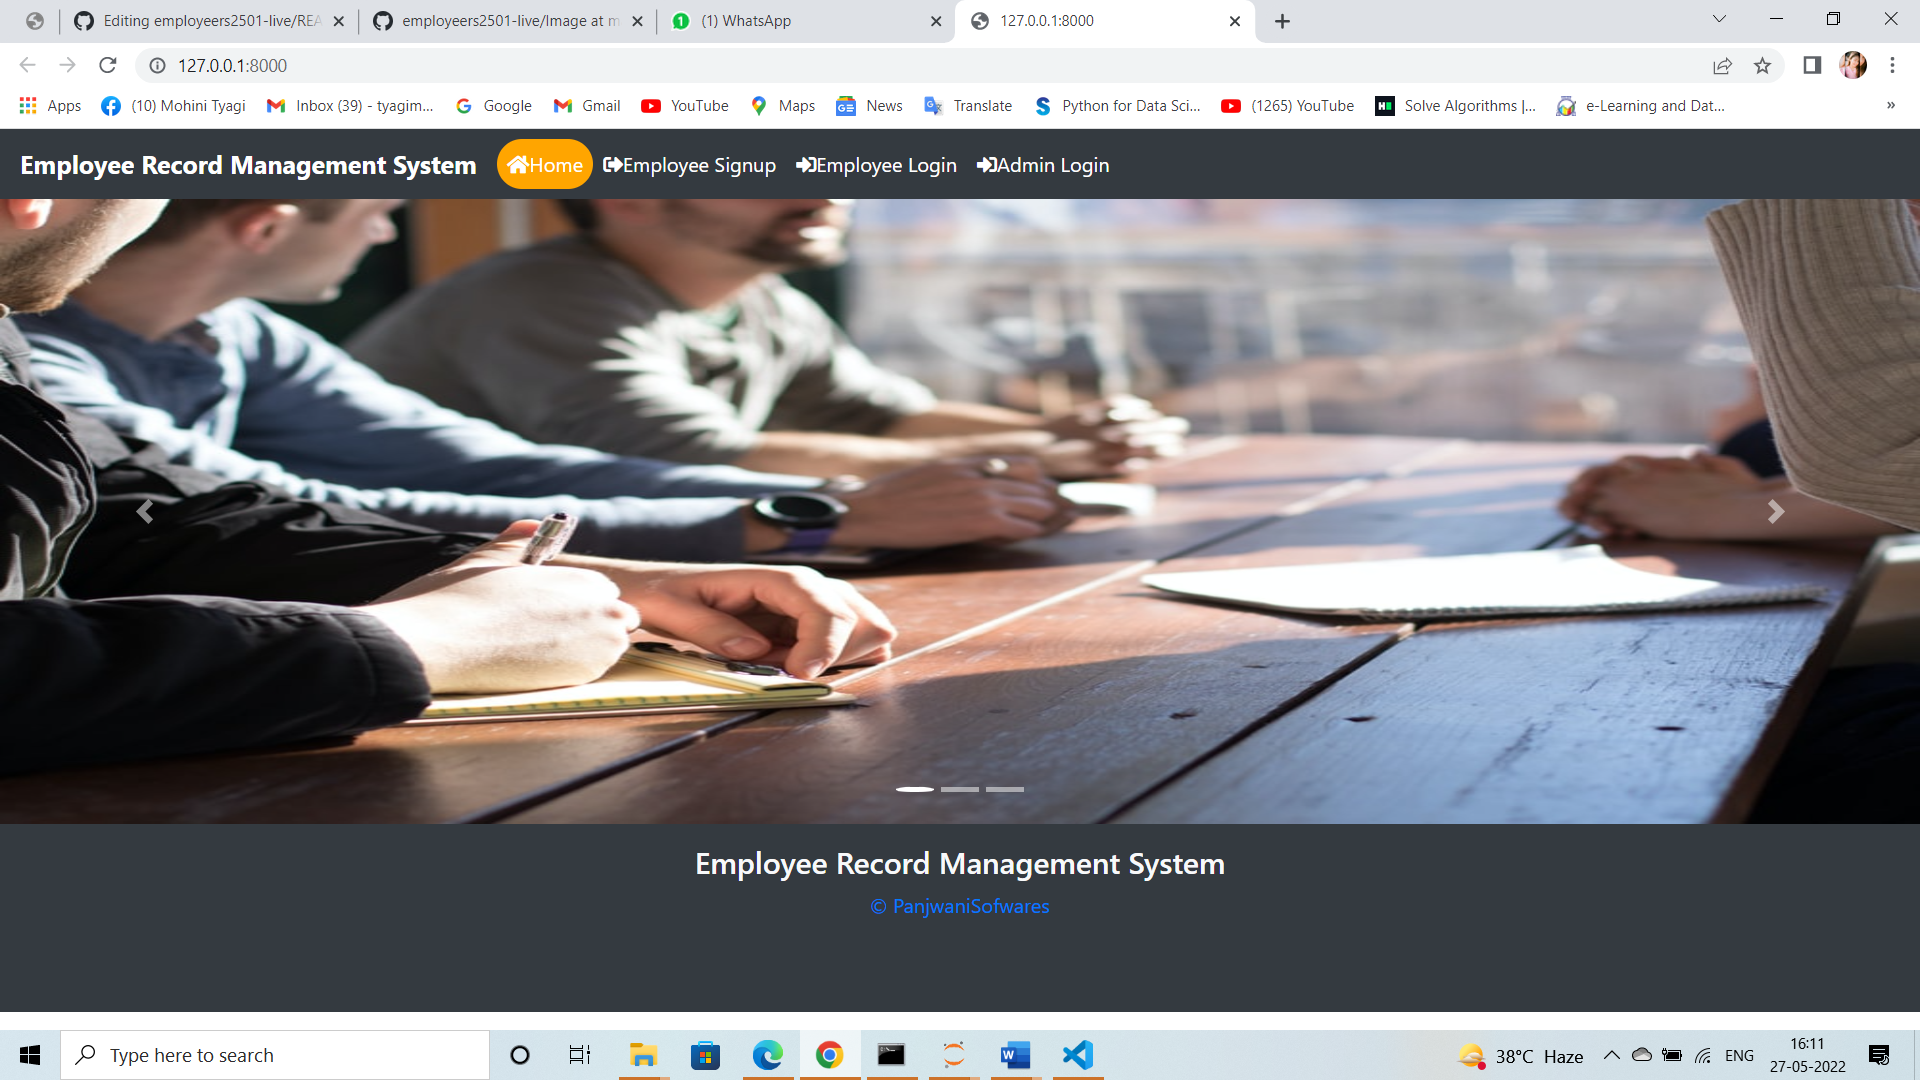 Editing employeers2501-live/REA
employeers2501-live/Image at m
(1) WhatsApp
127.0.0.1:8000
127.0.0.1:8000
Apps
(10) Mohini Tyagi
Inbox (39) - tyagim...
Google
Gmail
YouTube
Maps
News
Translate
Python for Data Sci...
(1265) YouTube
Solve Algorithms |...
e-Learning and Dat...
»
Employee Record Management System
Home
Employee Signup
Employee Login
Admin Login
Employee Record Management System
© PanjwaniSofwares
Type here to search
38°C Haze
ENG
16:11
27-05-2022